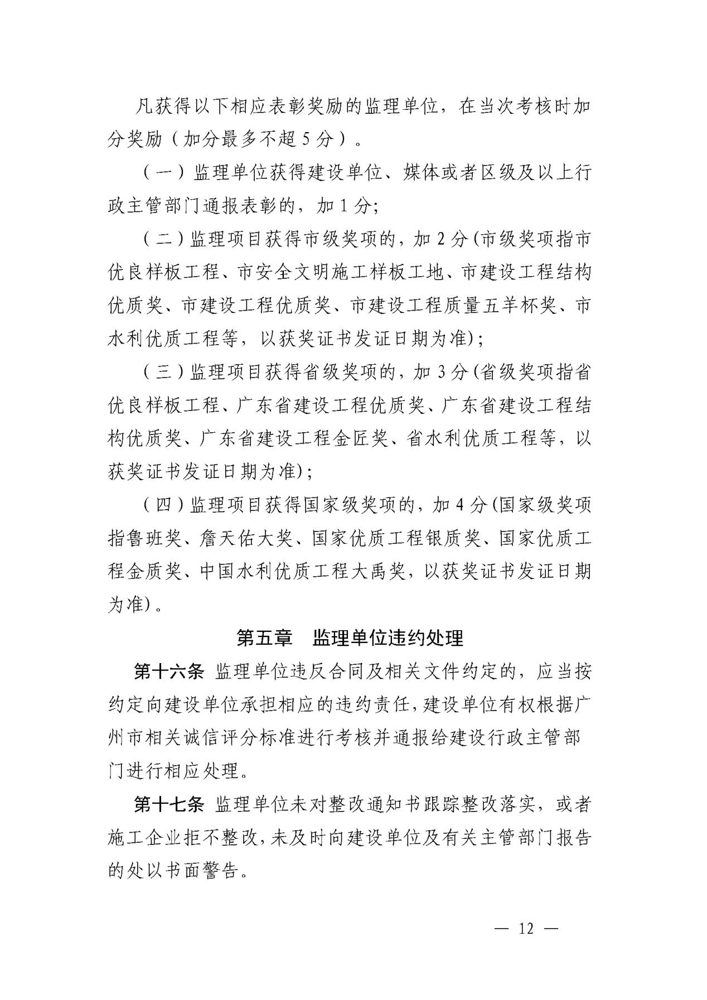 凡获得以下相应表彰奖励的监理单位，在当次考核时加
分奖励（加分最多不超 5 分）。
（一）监理单位获得建设单位、媒体或者区级及以上行
政主管部门通报表彰的，加 1 分；
（二）监理项目获得市级奖项的，加 2 分(市级奖项指市
优良样板工程、市安全文明施工样板工地、市建设工程结构
优质奖、市建设工程优质奖、市建设工程质量五羊杯奖、市
水利优质工程等，以获奖证书发证日期为准)；
（三）监理项目获得省级奖项的，加 3 分(省级奖项指省
优良样板工程、广东省建设工程优质奖、广东省建设工程结
构优质奖、广东省建设工程金匠奖、省水利优质工程等，以
获奖证书发证日期为准)；
（四）监理项目获得国家级奖项的，加 4 分(国家级奖项
指鲁班奖、詹天佑大奖、国家优质工程银质奖、国家优质工
程金质奖、中国水利优质工程大禹奖，以获奖证书发证日期
为准)。
第五章　监理单位违约处理
第十六条 监理单位违反合同及相关文件约定的，应当按
约定向建设单位承担相应的违约责任，建设单位有权根据广
州市相关诚信评分标准进行考核并通报给建设行政主管部
门进行相应处理。
第十七条 监理单位未对整改通知书跟踪整改落实，或者
施工企业拒不整改，未及时向建设单位及有关主管部门报告
的处以书面警告。
— 12 —